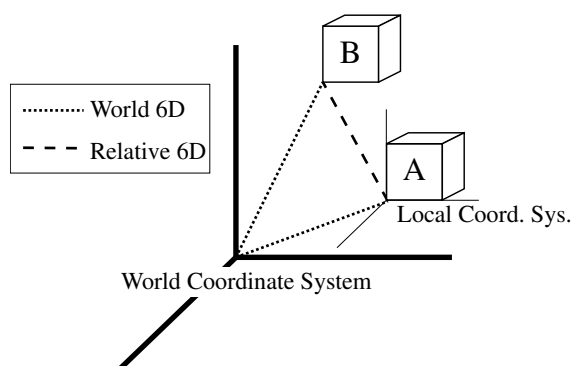 B
World 6D
Relative 6D
A
Local Coord. Sys.
World Coordinate System